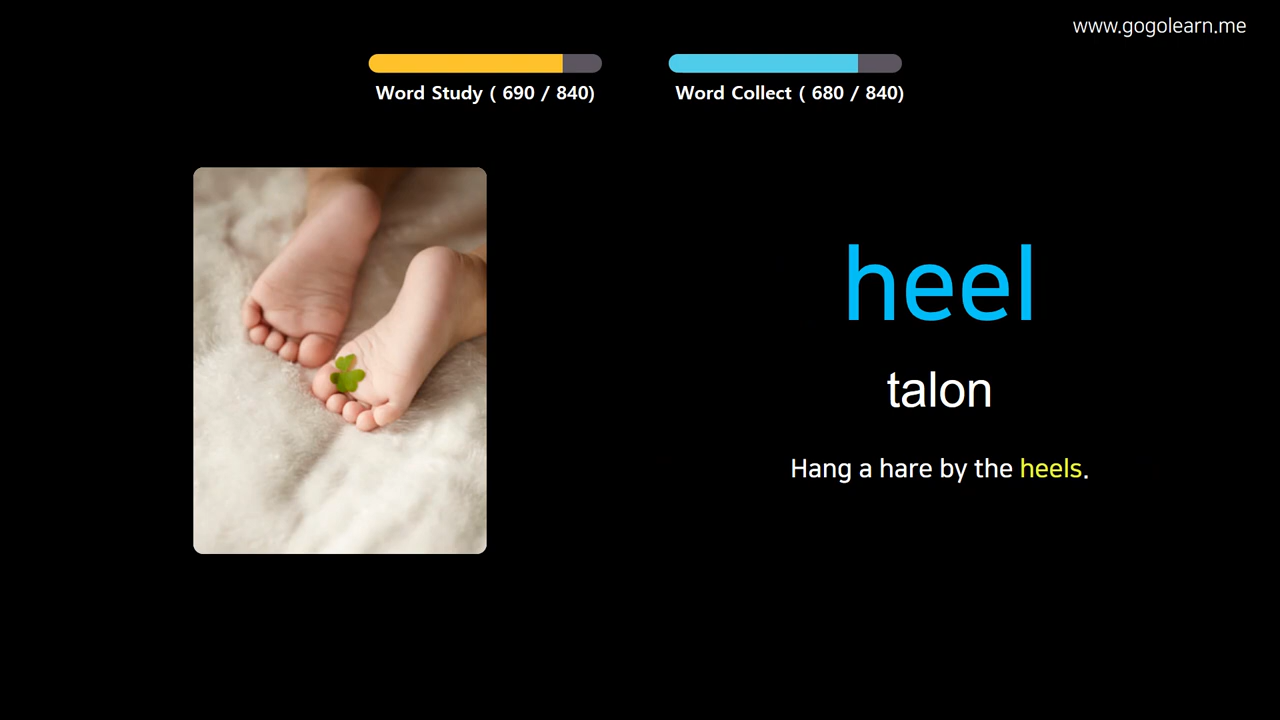 www.gogolearn.me
Word Study ( 690 / 840)
Word Collect ( 680 / 840)
heel
talon
Hang a hare by the heels.